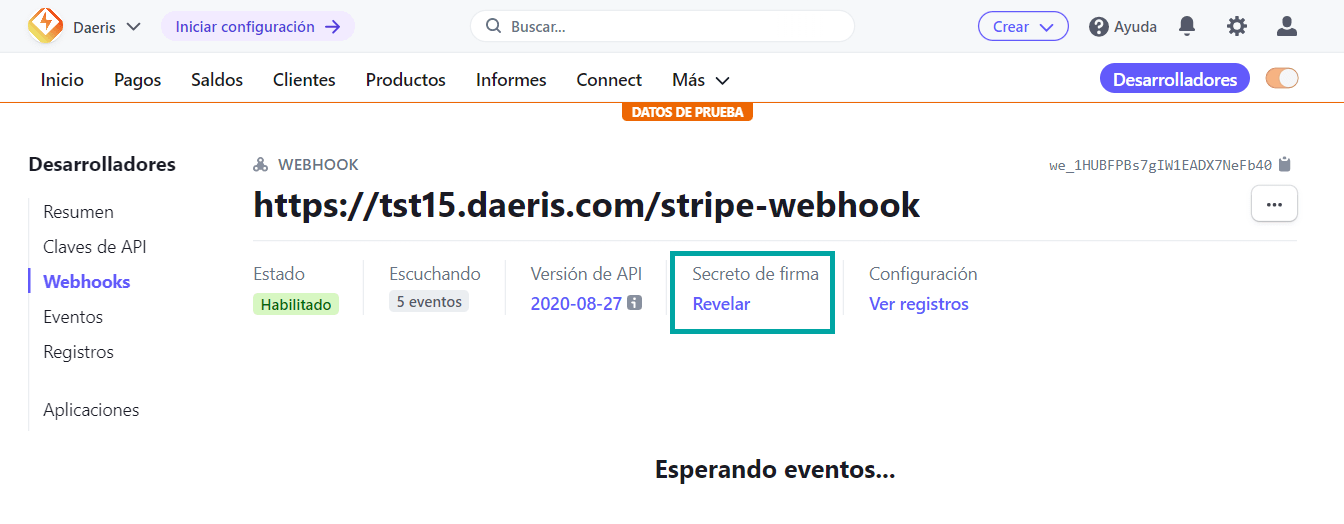 Daeris
Iniciar configuración
Buscar...
Crear
Ayuda
Inicio
Pagos
Saldos
Clientes
Productos
Informes
Connect
Más
Desarrolladores
DATOS DE PRUEBA
Desarrolladores
Resumen
Claves de API
Webhooks
Eventos
Registros
Aplicaciones
WEBHOOK
we_1HUBFPBs7gIW1EADX7NeFb40
https://tst15.daeris.com/stripe-webhook
Estado
Habilitado
Escuchando
5 eventos
Versión de API
2020-08-27
Secreto de firma
Revelar
Configuración
Ver registros
Esperando eventos...